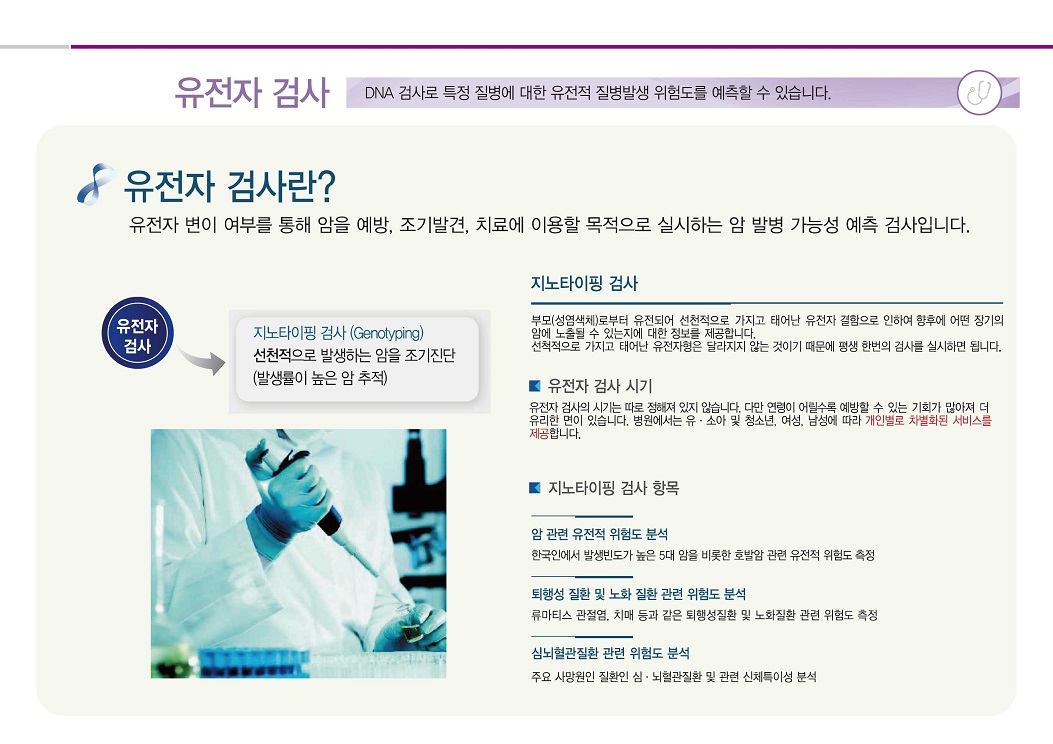 유전자 검사
DNA 검사로 특정 질병에 대한 유전적 질병발생 위험도를 예측할 수 있습니다.
유전자 검사란?
유전자 변이 여부를 통해 암을 예방, 조기발견, 치료에 이용할 목적으로 실시하는 암 발병 가능성 예측 검사입니다.
유전자
검사
지노타이핑 검사 (Genotyping)
선천적으로 발생하는 암을 조기진단
(발생률이 높은 암 추적)
지노타이핑 검사
부모(성염색체)로부터 유전되어 선천적으로 가지고 태어난 유전자 결함으로 인하여 향후에 어떤 장기의
암에 노출될 수 있는지에 대한 정보를 제공합니다.
선척적으로 가지고 태어난 유전자형은 달라지지 않는 것이기 때문에 평생 한번의 검사를 실시하면 됩니다.
유전자 검사 시기
유전자 검사의 시기는 따로 정해져 있지 않습니다. 다만 연령이 어릴수록 예방할 수 있는 기회가 많아져 더
유리한 면이 있습니다. 병원에서는 유 · 소아 및 청소년, 여성, 남성에 따라 개인별로 차별화된 서비스를
제공합니다.
지노타이핑 검사 항목
암 관련 유전적 위험도 분석
한국인에서 발생빈도가 높은 5대 암을 비롯한 호발암 관련 유전적 위험도 측정
퇴행성 질환 및 노화 질환 관련 위험도 분석
류마티스 관절염, 치매 등과 같은 퇴행성질환 및 노화질환 관련 위험도 측정
심뇌혈관질환 관련 위험도 분석
주요 사망원인 질환인 심 · 뇌혈관질환 및 관련 신체특이성 분석